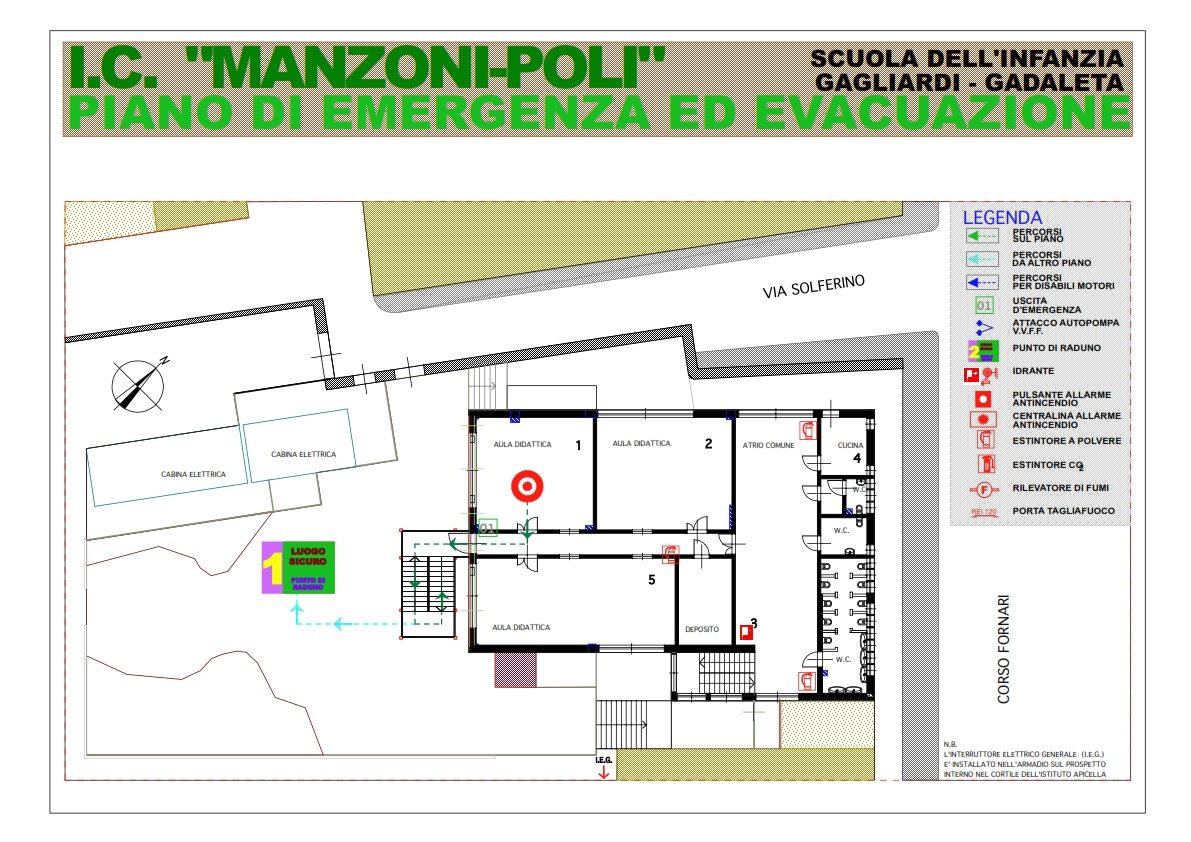 I.C. "MANZONI-POLI"
SCUOLA DELL'INFANZIA
GAGLIARDI - GADALETA
PIANO DI EMERGENZA ED EVACUAZIONE
LEGENDA
PERCORSI
SUL PIANO
PERCORSI
DA ALTRO PIANO
PERCORSI
PER DISABILI MOTORI
01
USCITA
D'EMERGENZA
ATTACCO AUTOPOMPA
V.V.F.F.
2
PUNTO DI RADUNO
IDRANTE
PULSANTE ALLARME
ANTINCENDIO
CENTRALINA ALLARME
ANTINCENDIO
ESTINTORE A POLVERE
ESTINTORE CO2
F
RILEVATORE DI FUMI
REI 120
PORTA TAGLIAFUOCO
VIA SOLFERINO
N
CABINA ELETTRICA
CABINA ELETTRICA
AULA DIDATTICA
1
AULA DIDATTICA
2
ATRIO COMUNE
CUCINA
4
W.C.
W.C.
01
1
LUOGO
SICURO
PUNTO DI
RADUNO
5
AULA DIDATTICA
DEPOSITO
3
W.C.
CORSO FORNARI
I.E.G.
N.B.
L'INTERRUTTORE ELETTRICO GENERALE (I.E.G.)
E' INSTALLATO NELL'ARMADIO SUL PROSPETTO
INTERNO NEL CORTILE DELL'ISTITUTO APICELLA